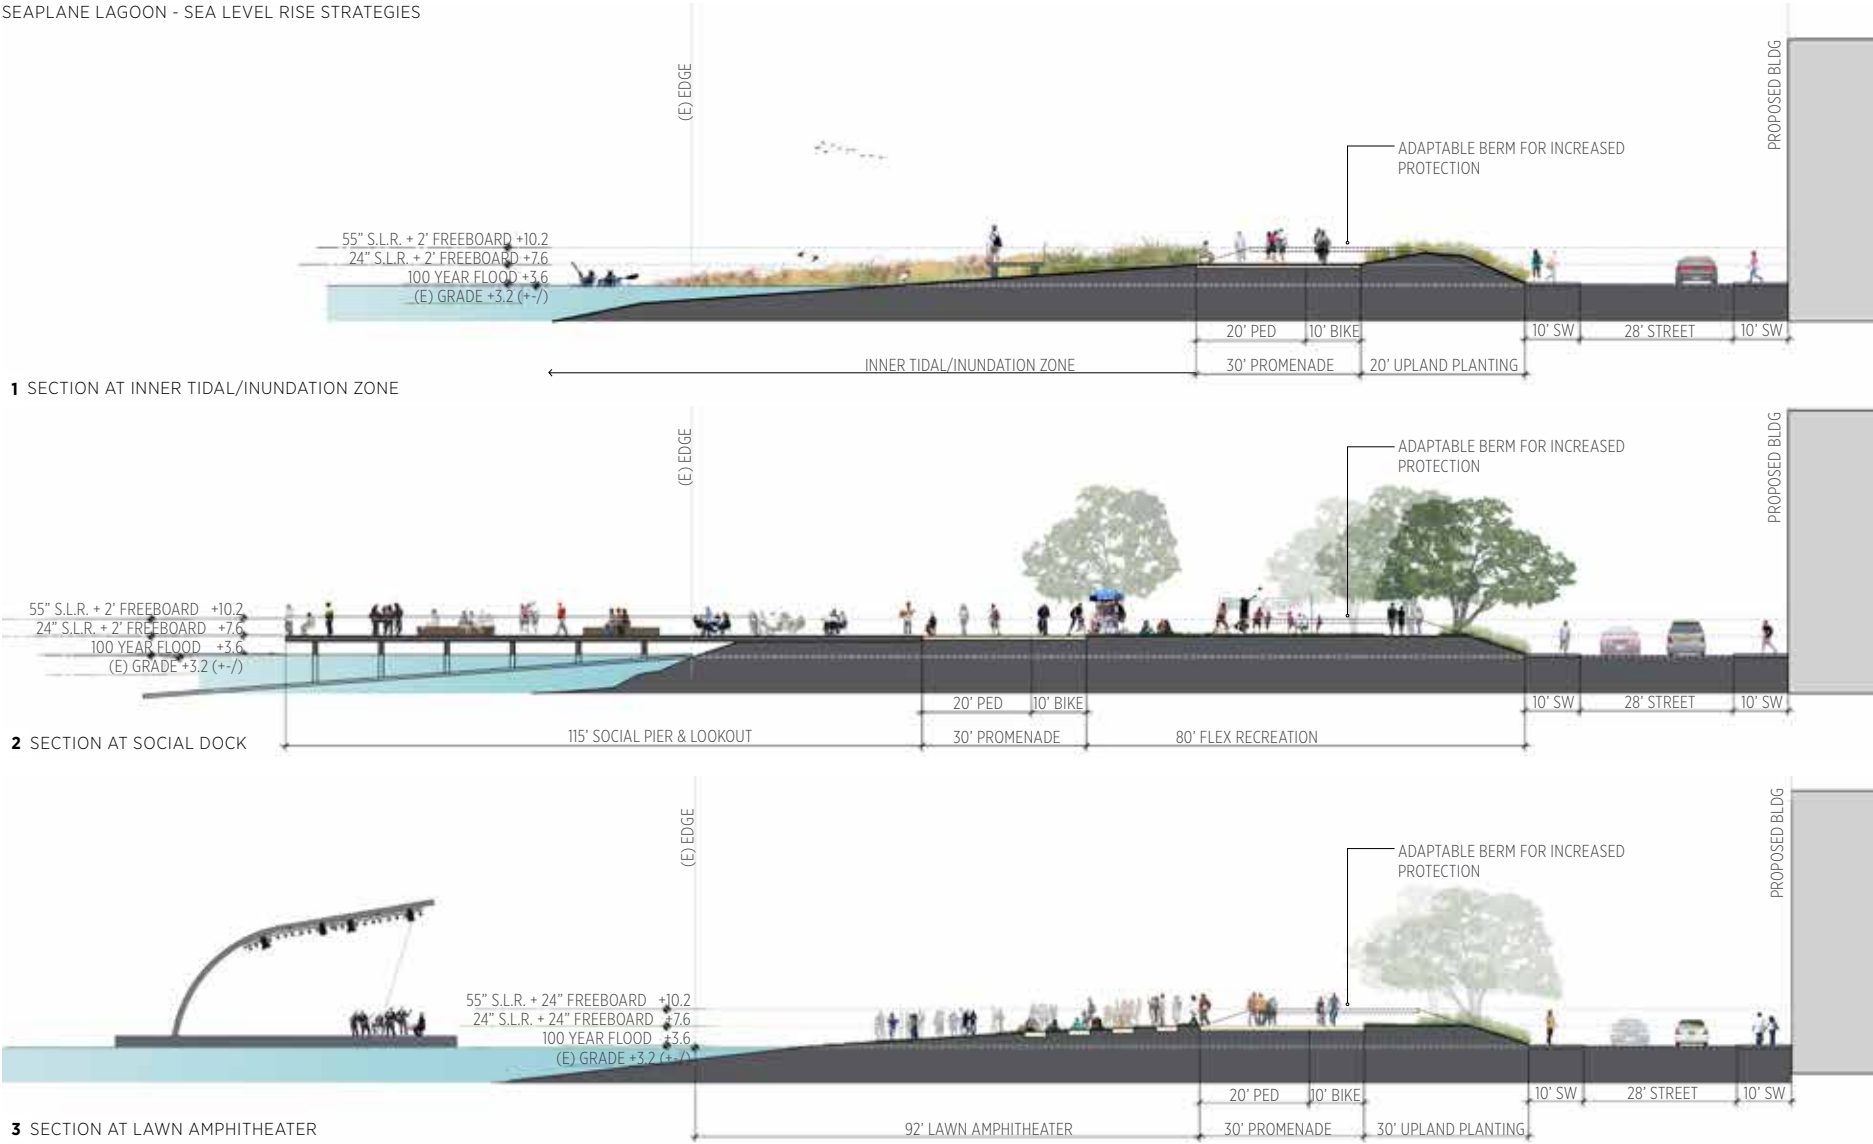 SEAPLANE LAGOON - SEA LEVEL RISE STRATEGIES
(E) EDGE
PROPOSED BLDG
ADAPTABLE BERM FOR INCREASED
PROTECTION
55" S.L.R. + 2' FREEBOARD +10.2
24" S.L.R. + 2' FREEBOARD +7.6
100 YEAR FLOOD +3.6
(E) GRADE +3.2 (+-/)
20' PED
10' BIKE
10' SW
28' STREET
10' SW
INNER TIDAL/INUNDATION ZONE
30' PROMENADE
20' UPLAND PLANTING
1 SECTION AT INNER TIDAL/INUNDATION ZONE
(E) EDGE
PROPOSED BLDG
ADAPTABLE BERM FOR INCREASED
PROTECTION
55" S.L.R. + 2' FREEBOARD +10.2
24" S.L.R. + 2' FREEBOARD +7.6
100 YEAR FLOOD +3.6
(E) GRADE +3.2 (+-/)
20' PED
10' BIKE
10' SW
28' STREET
10' SW
115' SOCIAL PIER & LOOKOUT
30' PROMENADE
80' FLEX RECREATION
2 SECTION AT SOCIAL DOCK
(E) EDGE
PROPOSED BLDG
ADAPTABLE BERM FOR INCREASED
PROTECTION
55" S.L.R. + 24" FREEBOARD +10.2
24" S.L.R. + 24" FREEBOARD +7.6
100 YEAR FLOOD +3.6
(E) GRADE +3.2 (+-/)
20' PED
10' BIKE
10' SW
28' STREET
10' SW
92' LAWN AMPHITHEATER
30' PROMENADE
30' UPLAND PLANTING
3 SECTION AT LAWN AMPHITHEATER